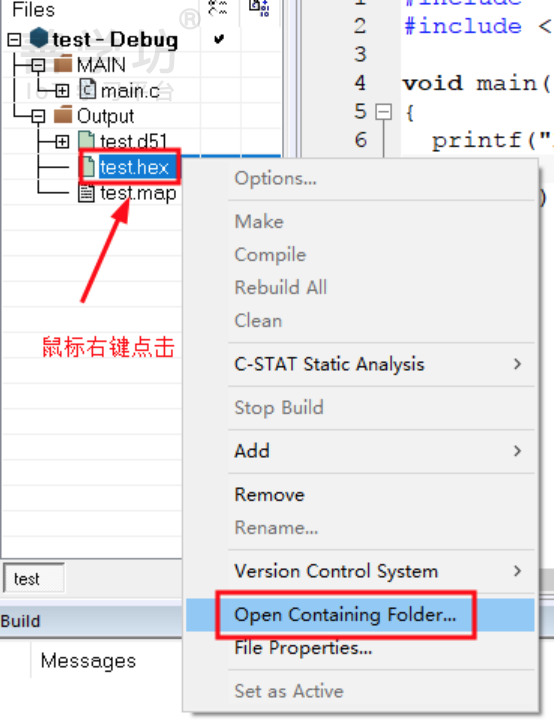 Files
test - Debug
MAIN
main.c
Output
test.d51
test.hex
test.map
鼠标右键点击
1
2 #include <
3
4 void main(
5 {
6 printf("
)
Options...
Make
Compile
Rebuild All
Clean
C-STAT Static Analysis
Stop Build
Add
Remove
Rename...
Version Control System
Open Containing Folder...
File Properties...
Set as Active
test
Build
Messages